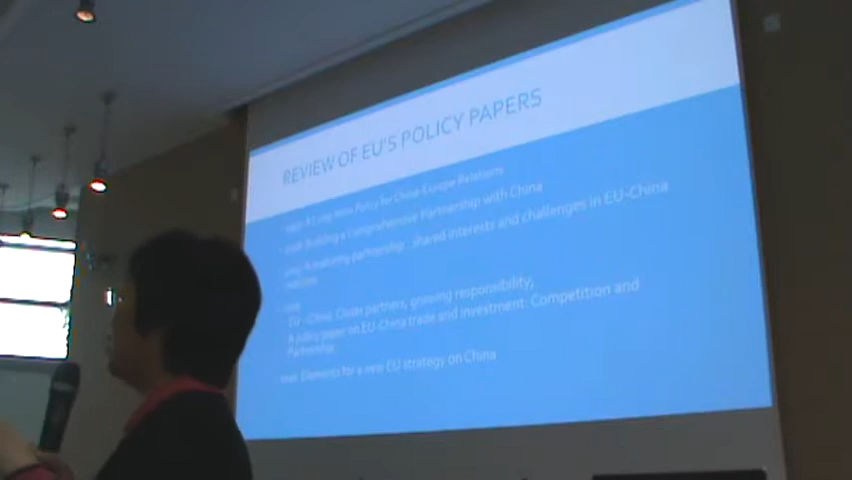 REVIEW OF EU'S POLICY PAPERS
A Long term Policy for China-Europe Relations
Building a Comprehensive Partnership with China
A maturing partnership: shared interests and challenges in EU-China
relations
EU - China: Closer partners, growing responsibility,
A policy paper on EU-China trade and investment: Competition and
Partnership
Elements for a new EU strategy on China